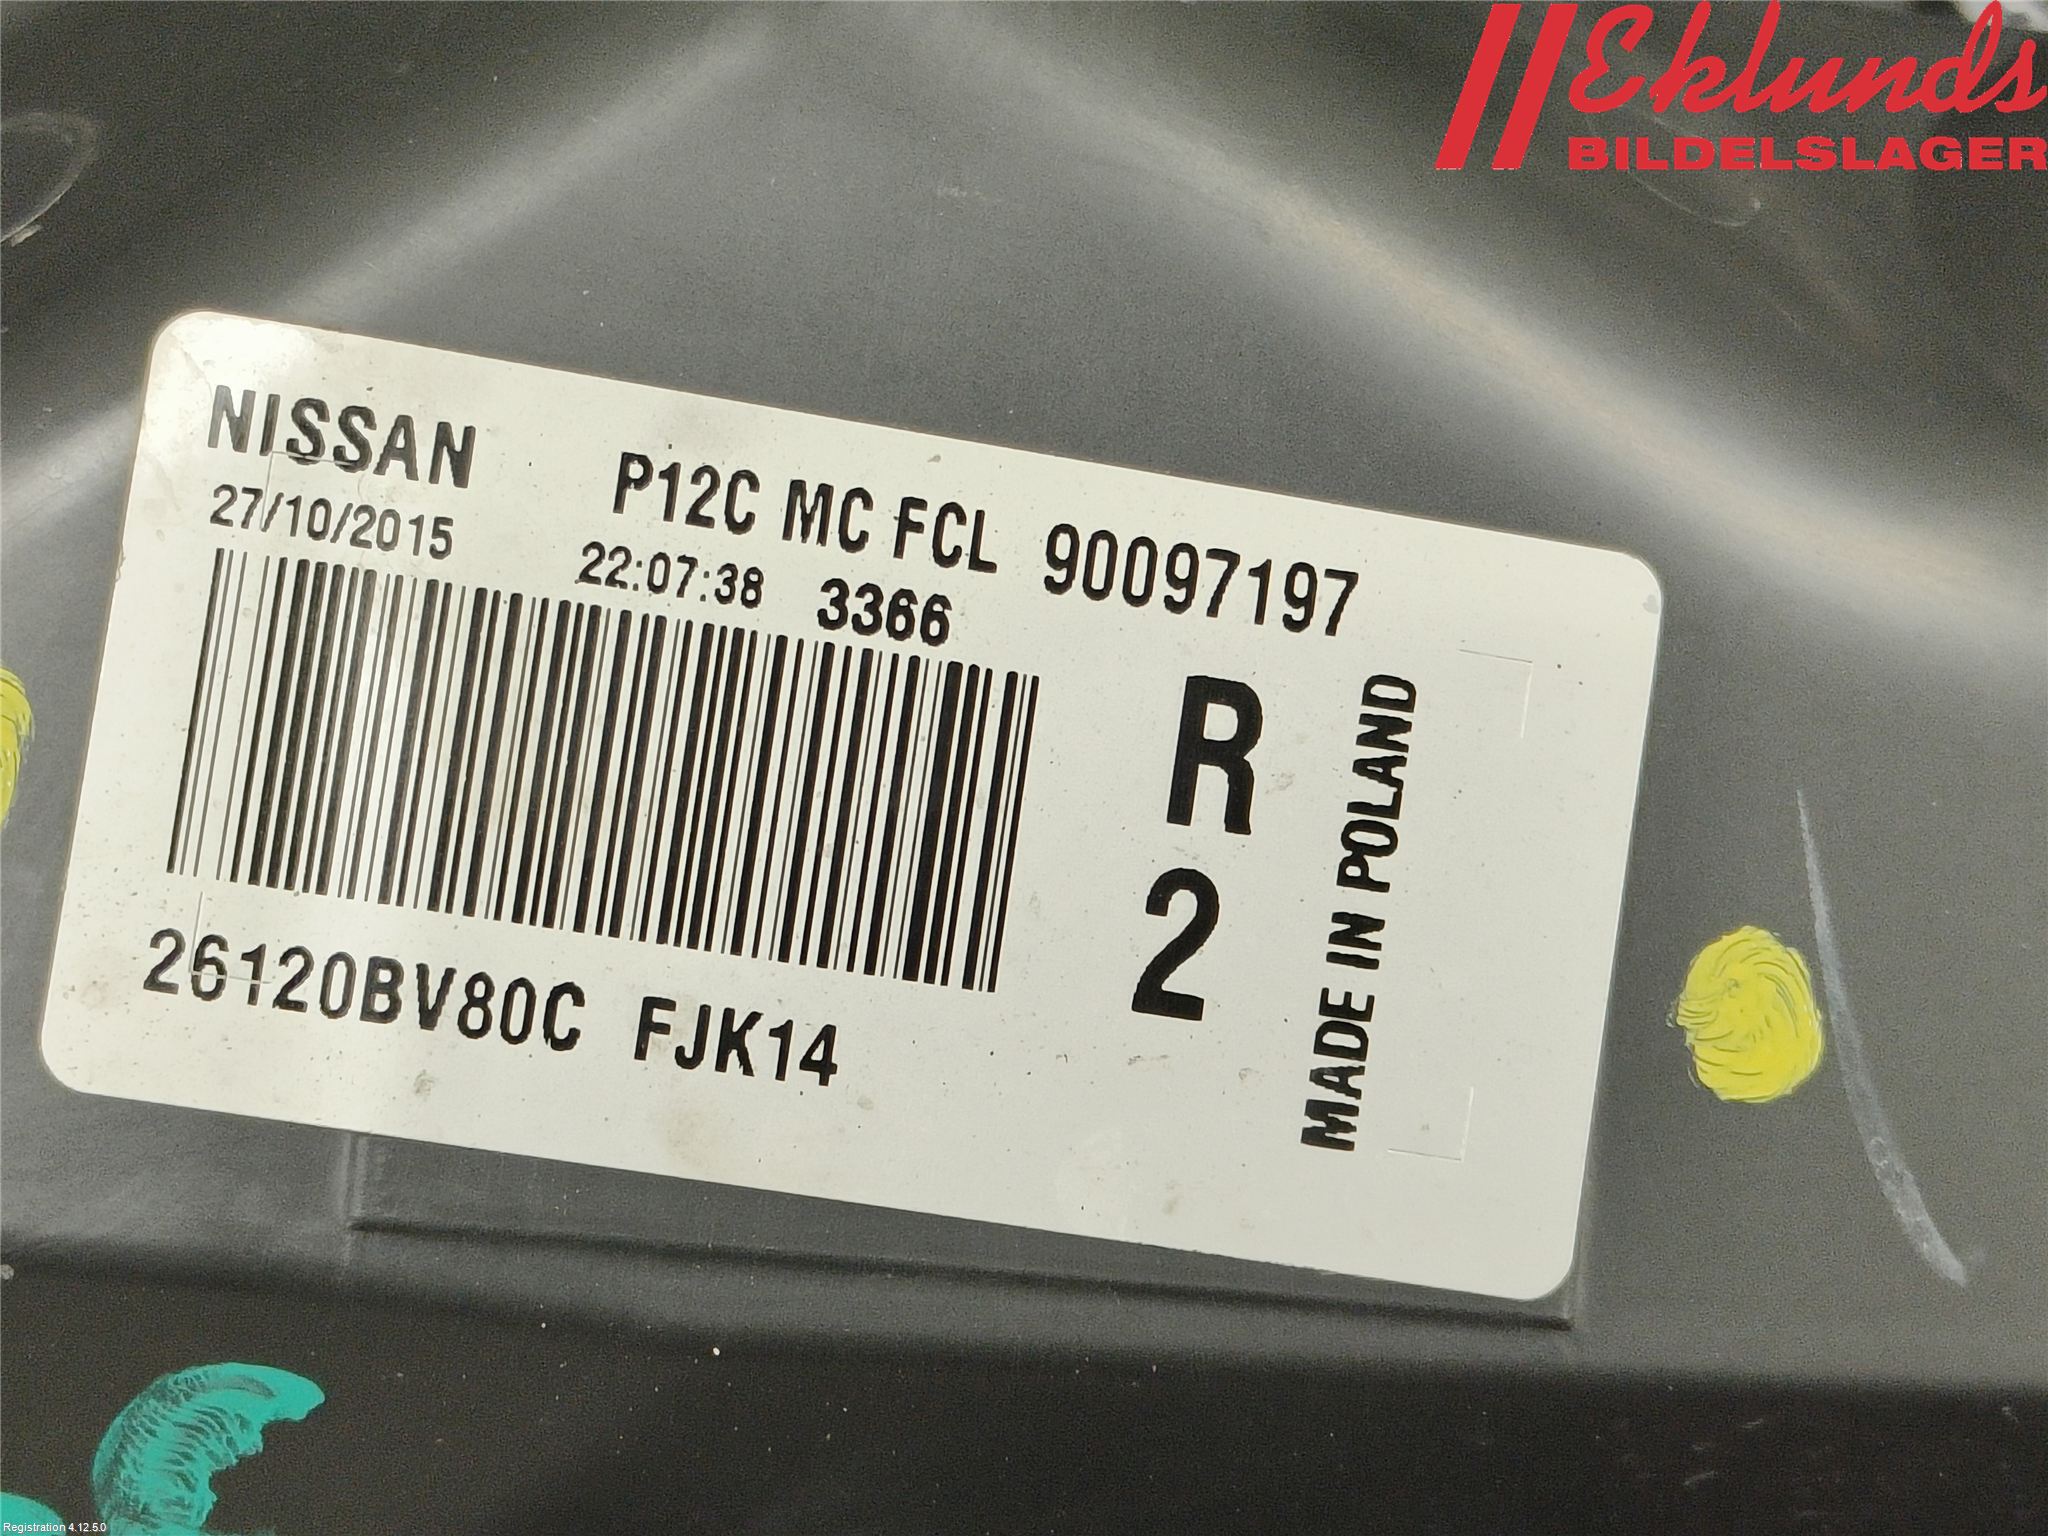 Eklunds
BILDELSLAGER
NISSAN P12C MC FCL 90097197
27/10/2015 22:07:38 3366
R
2
MADE IN POLAND
26120BV80C FJK14
Registration 4.12.5.0